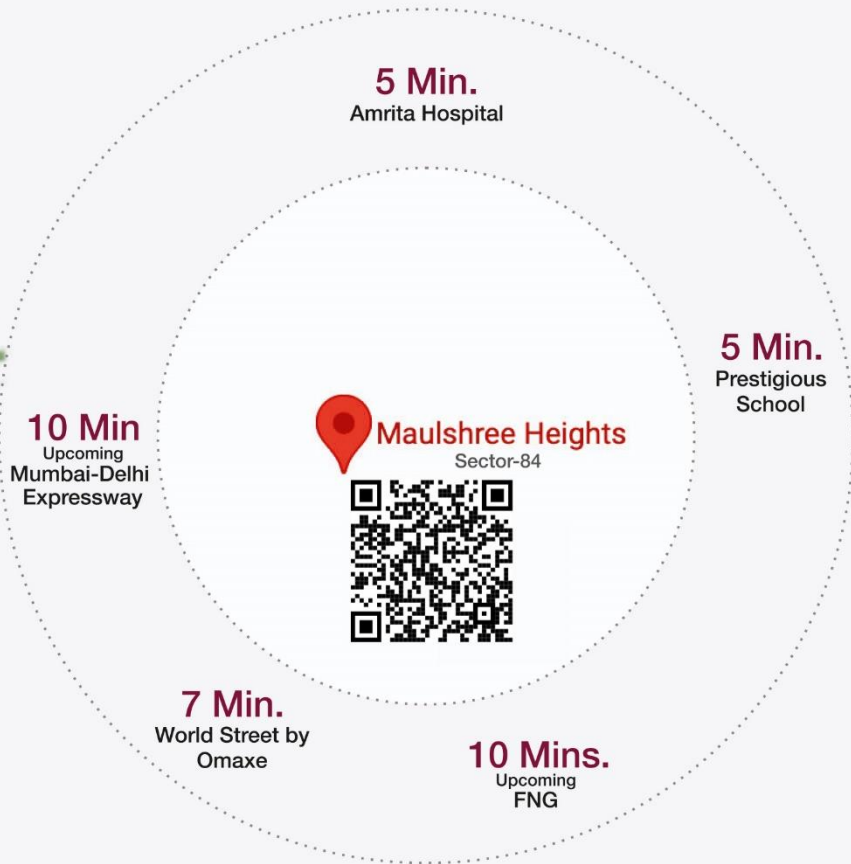 5 Min.
Amrita Hospital
5 Min.
Prestigious
School
10 Min
Upcoming
Mumbai-Delhi
Expressway
Maulshree Heights
Sector-84
7 Min.
World Street by
Omaxe
10 Mins.
Upcoming
FNG